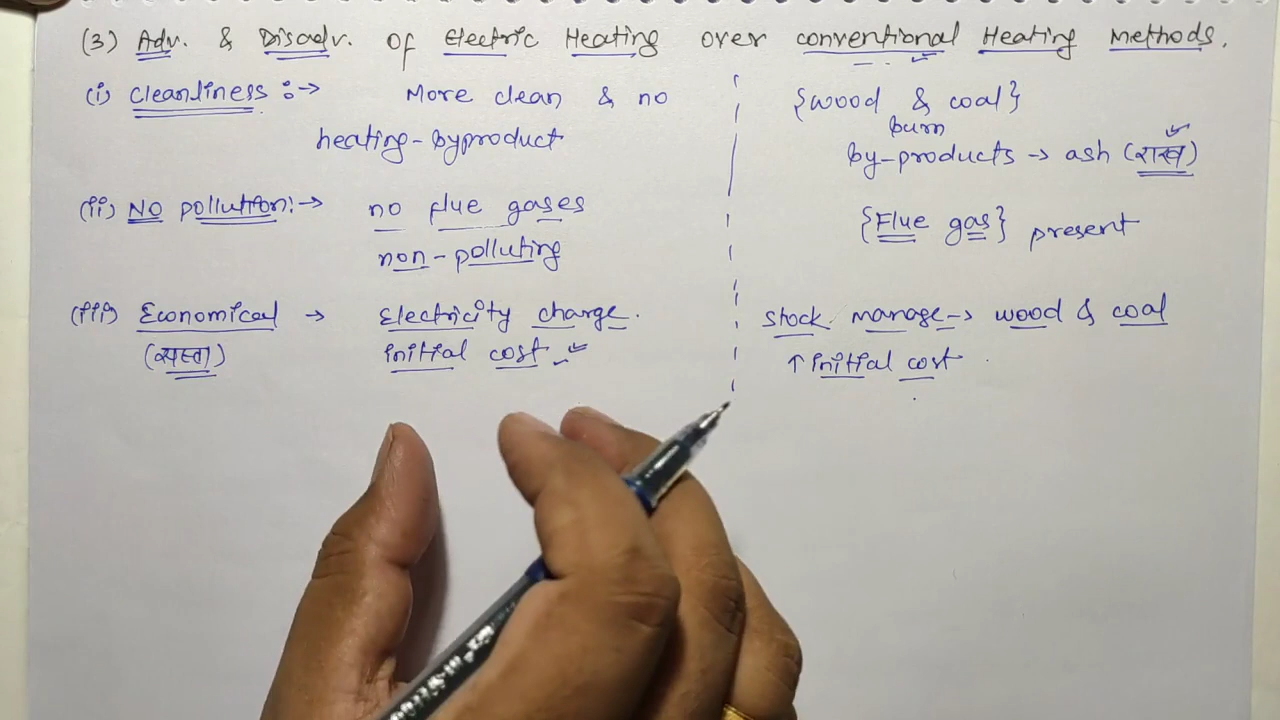 (3) Adv. & Disadv. of Electric Heating over conventional Heating Methods.
(i) Cleanliness :→ More clean & no {wood & coal}
burn
heating-byproduct by-products → ash (राख)
(ii) NO pollution:→ no flue gases {Flue gas} present
non-polluting
(iii) Economical → Electricity charge. stock manage → wood & coal
(सस्ता) initial cost ↑ initial cost